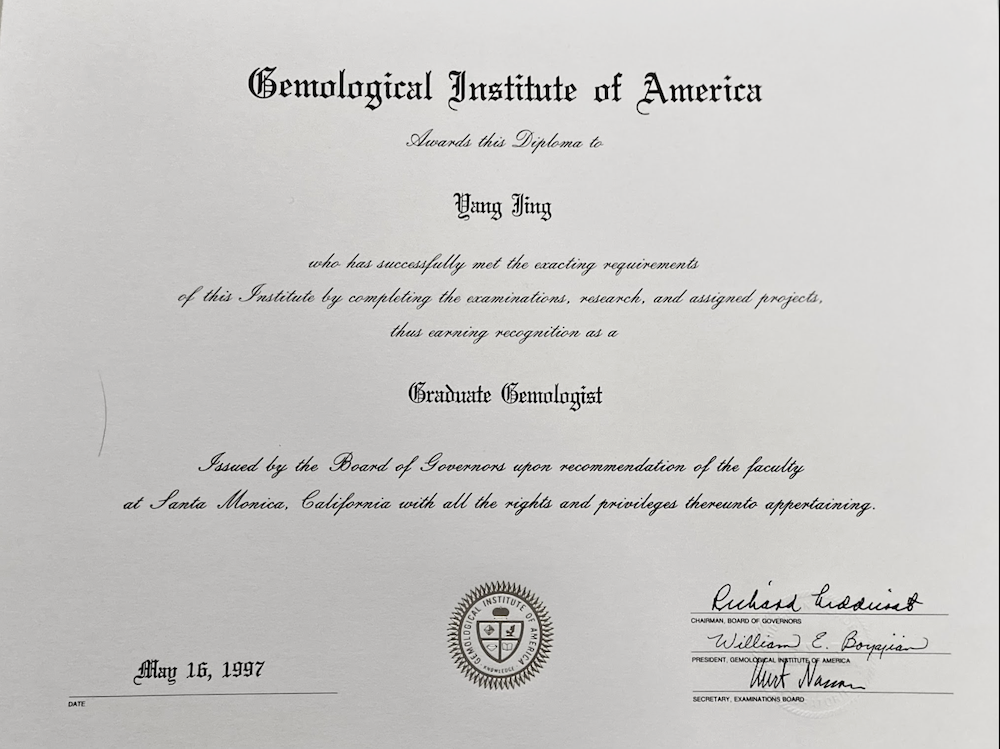 Gemological Institute of America
Awards this Diploma to
Yang Jing
who has successfully met the exacting requirements
of this Institute by completing the examinations, research, and assigned projects,
thus earning recognition as a
Graduate Gemologist
Issued by the Board of Governors upon recommendation of the faculty
at Santa Monica, California with all the rights and privileges thereunto appertaining.
GEMOLOGICAL INSTITUTE OF AMERICA
KNOWLEDGE
May 16, 1997
DATE
Richard
CHAIRMAN, BOARD OF GOVERNORS
William E. Boyajian
PRESIDENT, GEMOLOGICAL INSTITUTE OF AMERICA
Kurt Nassau
SECRETARY, EXAMINATIONS BOARD